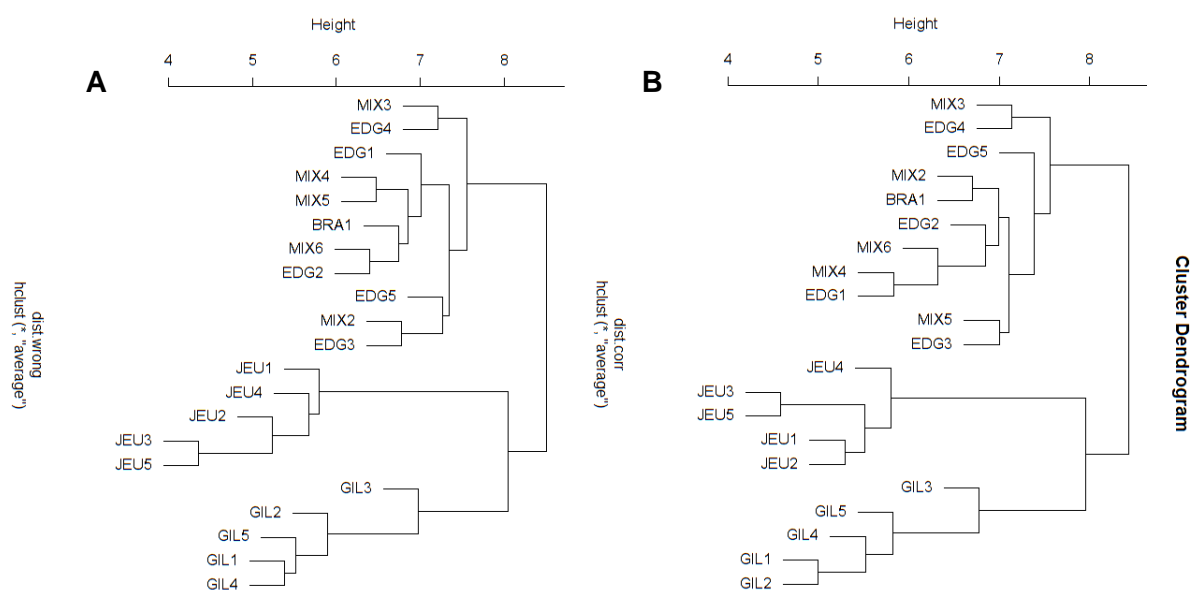 Height
4 5 6 7 8
A
MIX3
EDG4
EDG1
MIX4
MIX5
BRA1
MIX6
EDG2
EDG5
MIX2
EDG3
JEU1
JEU4
JEU2
JEU3
JEU5
GIL3
GIL2
GIL5
GIL1
GIL4
dist.wrong
hclust (*, "average")
Height
4 5 6 7 8
B
MIX3
EDG4
EDG5
MIX2
BRA1
EDG2
MIX6
MIX4
EDG1
MIX5
EDG3
JEU4
JEU3
JEU5
JEU1
JEU2
GIL3
GIL5
GIL4
GIL1
GIL2
dist.corr
hclust (*, "average")
Cluster Dendrogram